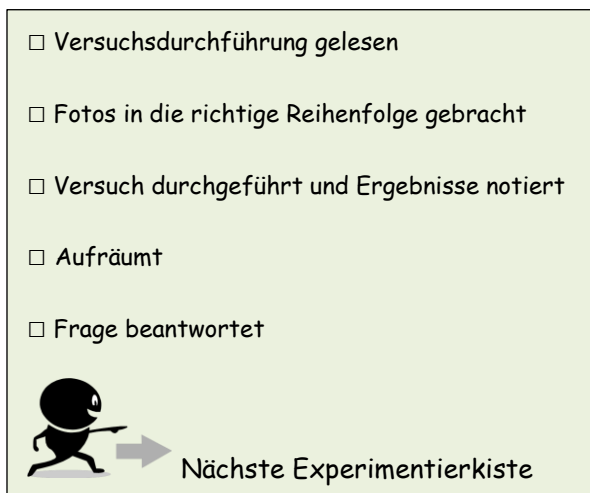 □ Versuchsdurchführung gelesen
□ Fotos in die richtige Reihenfolge gebracht
□ Versuch durchgeführt und Ergebnisse notiert
□ Aufräumt
□ Frage beantwortet
Nächste Experimentierkiste